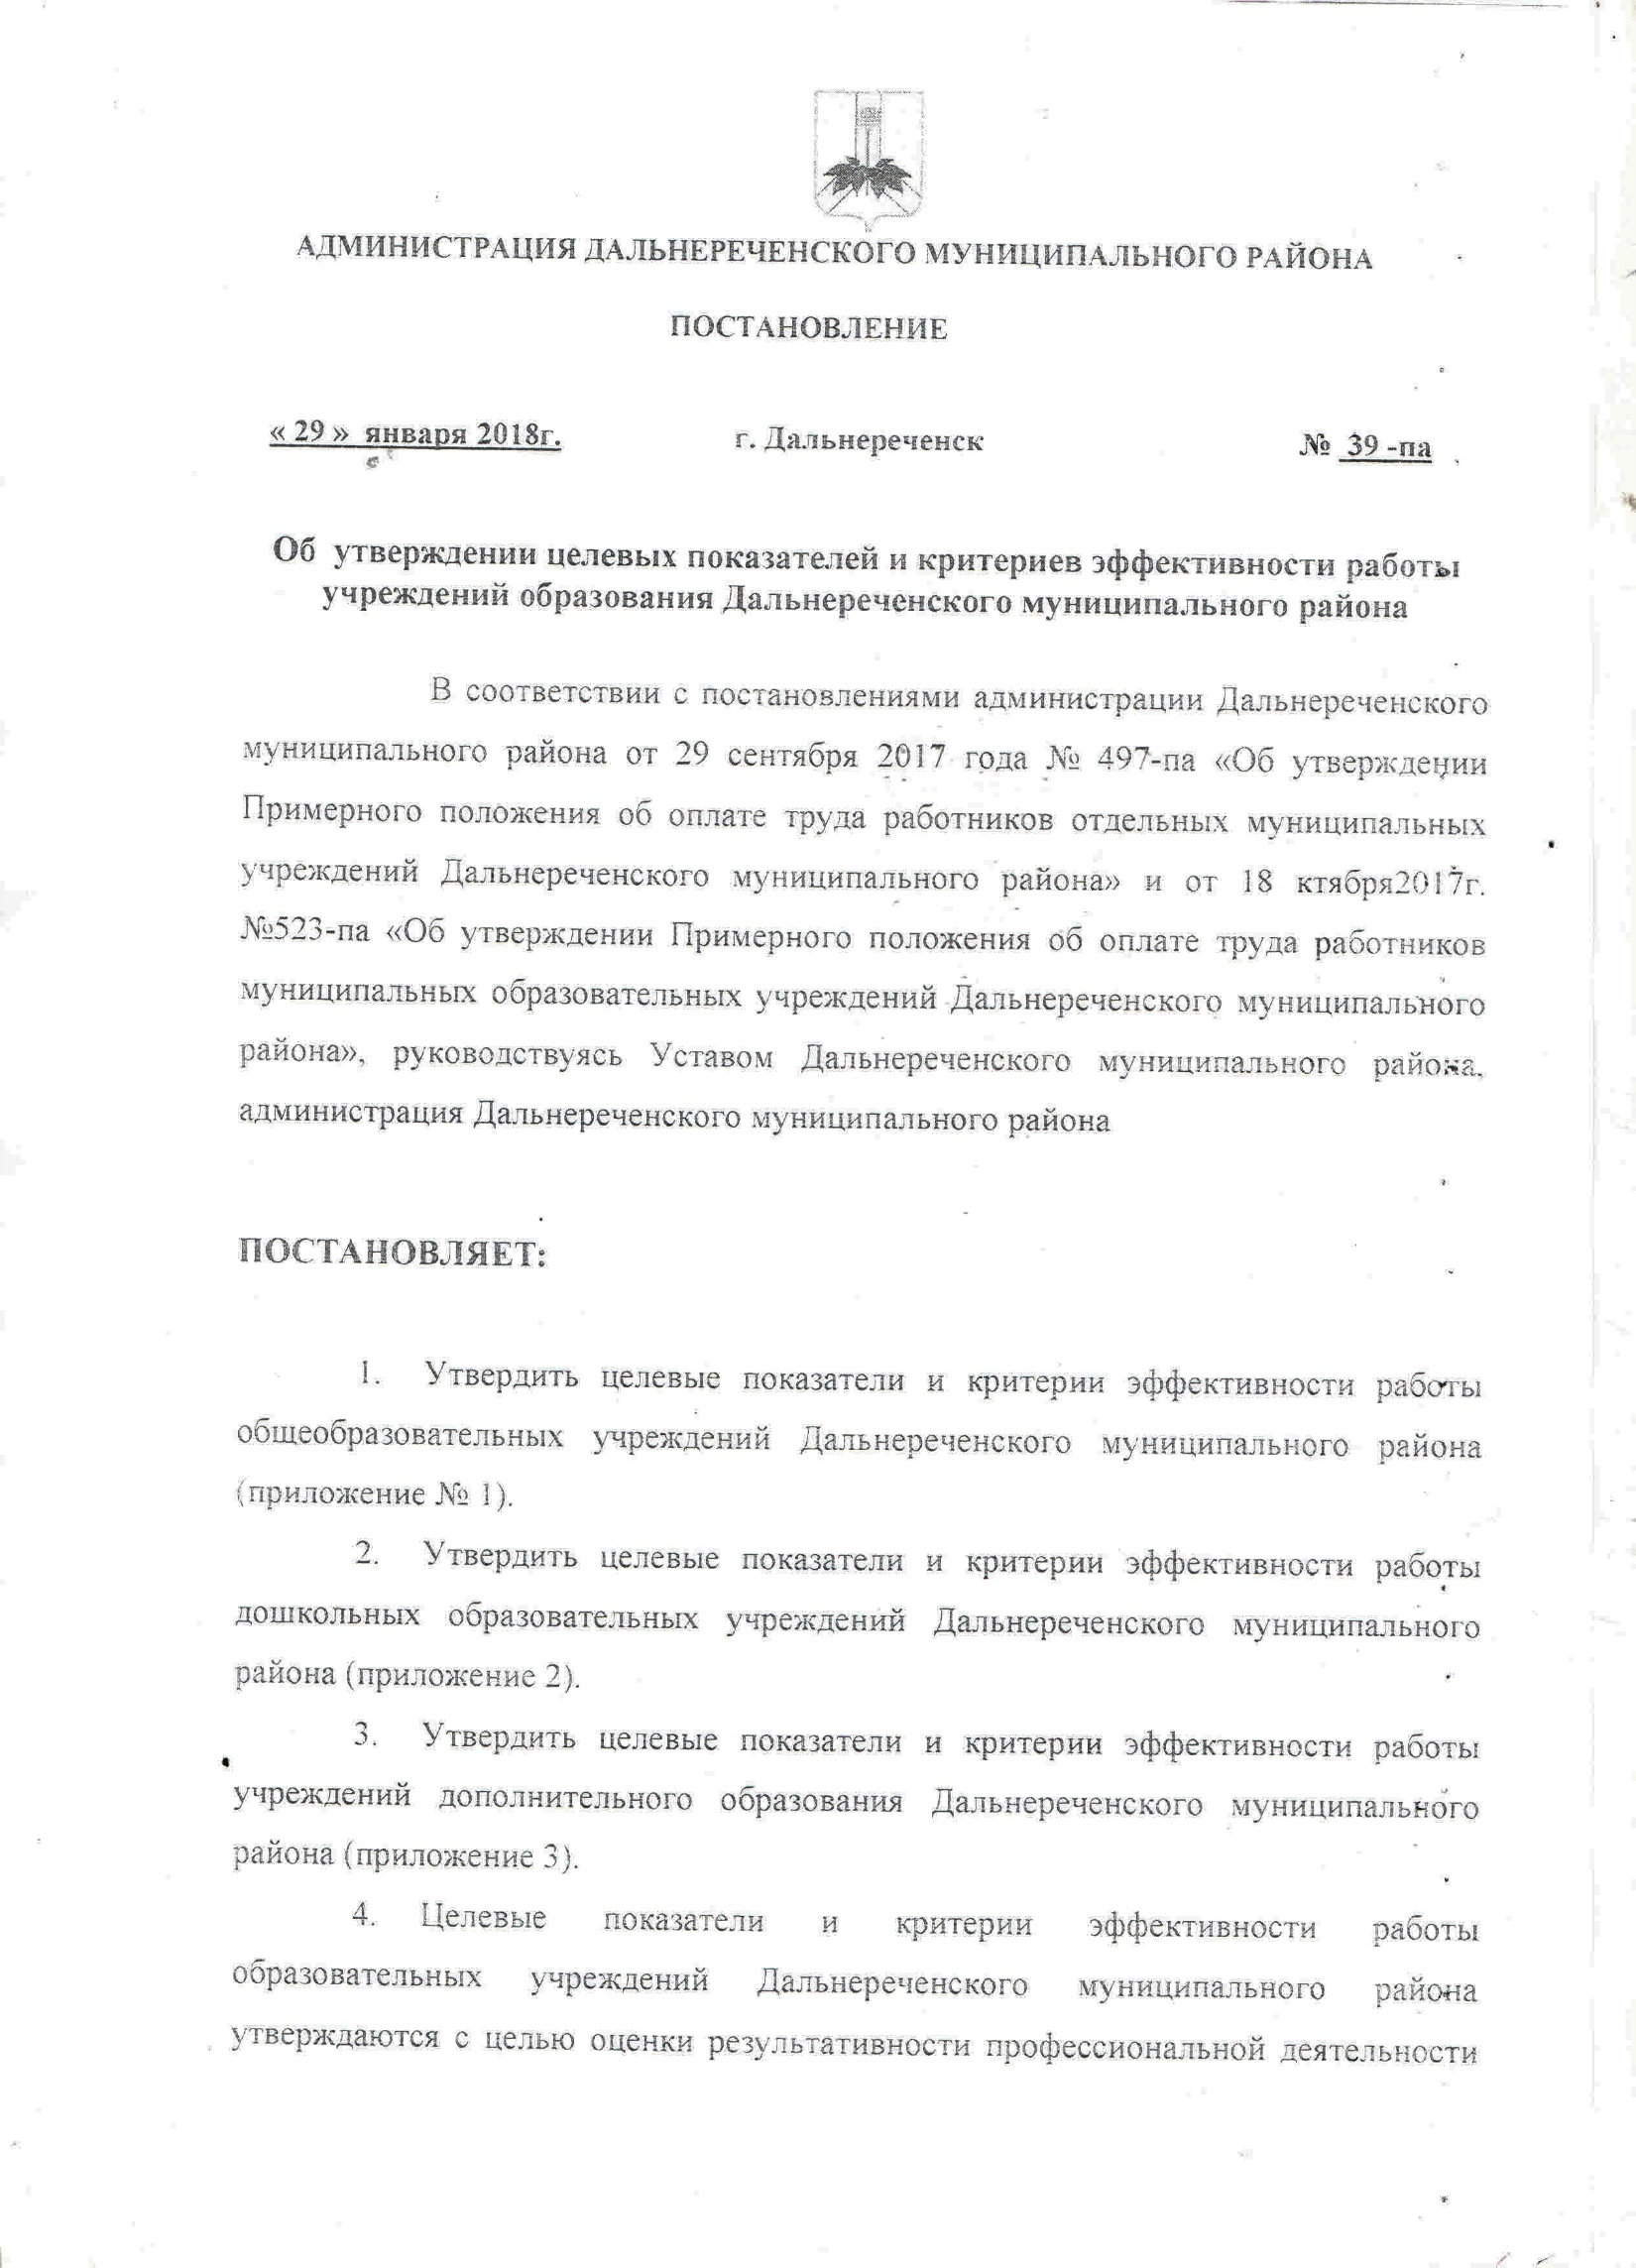 АДМИНИСТРАЦИЯ ДАЛЬНЕРЕЧЕНСКОГО МУНИЦИПАЛЬНОГО РАЙОНА
ПОСТАНОВЛЕНИЕ
« 29 » января 2018г. г. Дальнереченск № 39 -па
Об утверждении целевых показателей и критериев эффективности работы
учреждений образования Дальнереченского муниципального района
В соответствии с постановлениями администрации Дальнереченского
муниципального района от 29 сентября 2017 года № 497-па «Об утверждении
Примерного положения об оплате труда работников отдельных муниципальных
учреждений Дальнереченского муниципального района» и от 18 ктября2017г.
№523-па «Об утверждении Примерного положения об оплате труда работников
муниципальных образовательных учреждений Дальнереченского муниципального
района», руководствуясь Уставом Дальнереченского муниципального района,
администрация Дальнереченского муниципального района
ПОСТАНОВЛЯЕТ:
1. Утвердить целевые показатели и критерии эффективности работы
общеобразовательных учреждений Дальнереченского муниципального района
(приложение № 1).
2. Утвердить целевые показатели и критерии эффективности работы
дошкольных образовательных учреждений Дальнереченского муниципального
района (приложение 2).
3. Утвердить целевые показатели и критерии эффективности работы
учреждений дополнительного образования Дальнереченского муниципального
района (приложение 3).
4. Целевые показатели и критерии эффективности работы
образовательных учреждений Дальнереченского муниципального района
утверждаются с целью оценки результативности профессиональной деятельности